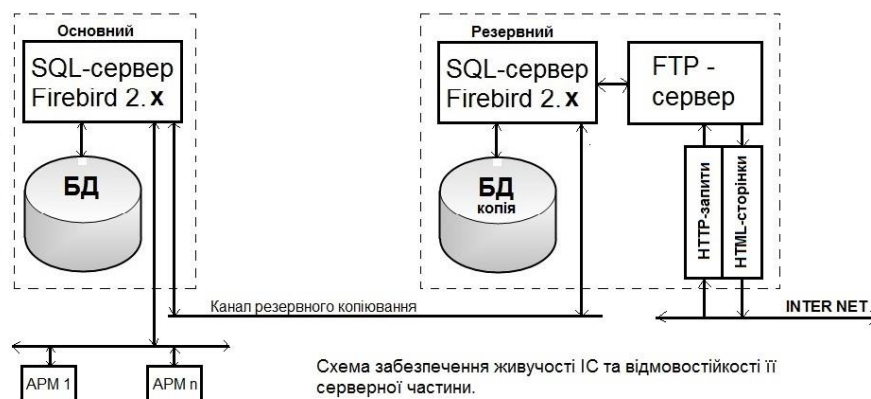 Основний
SQL-сервер
Firebird 2.x
БД
Резервний
SQL-сервер
Firebird 2.x
БД
копія
FTP -
сервер
HTTP-запити
HTML-сторінки
Канал резервного копіювання
INTER NET.
АРМ 1
АРМ n
Схема забезпечення живучості ІС та відмовостійкості її
серверної частини.